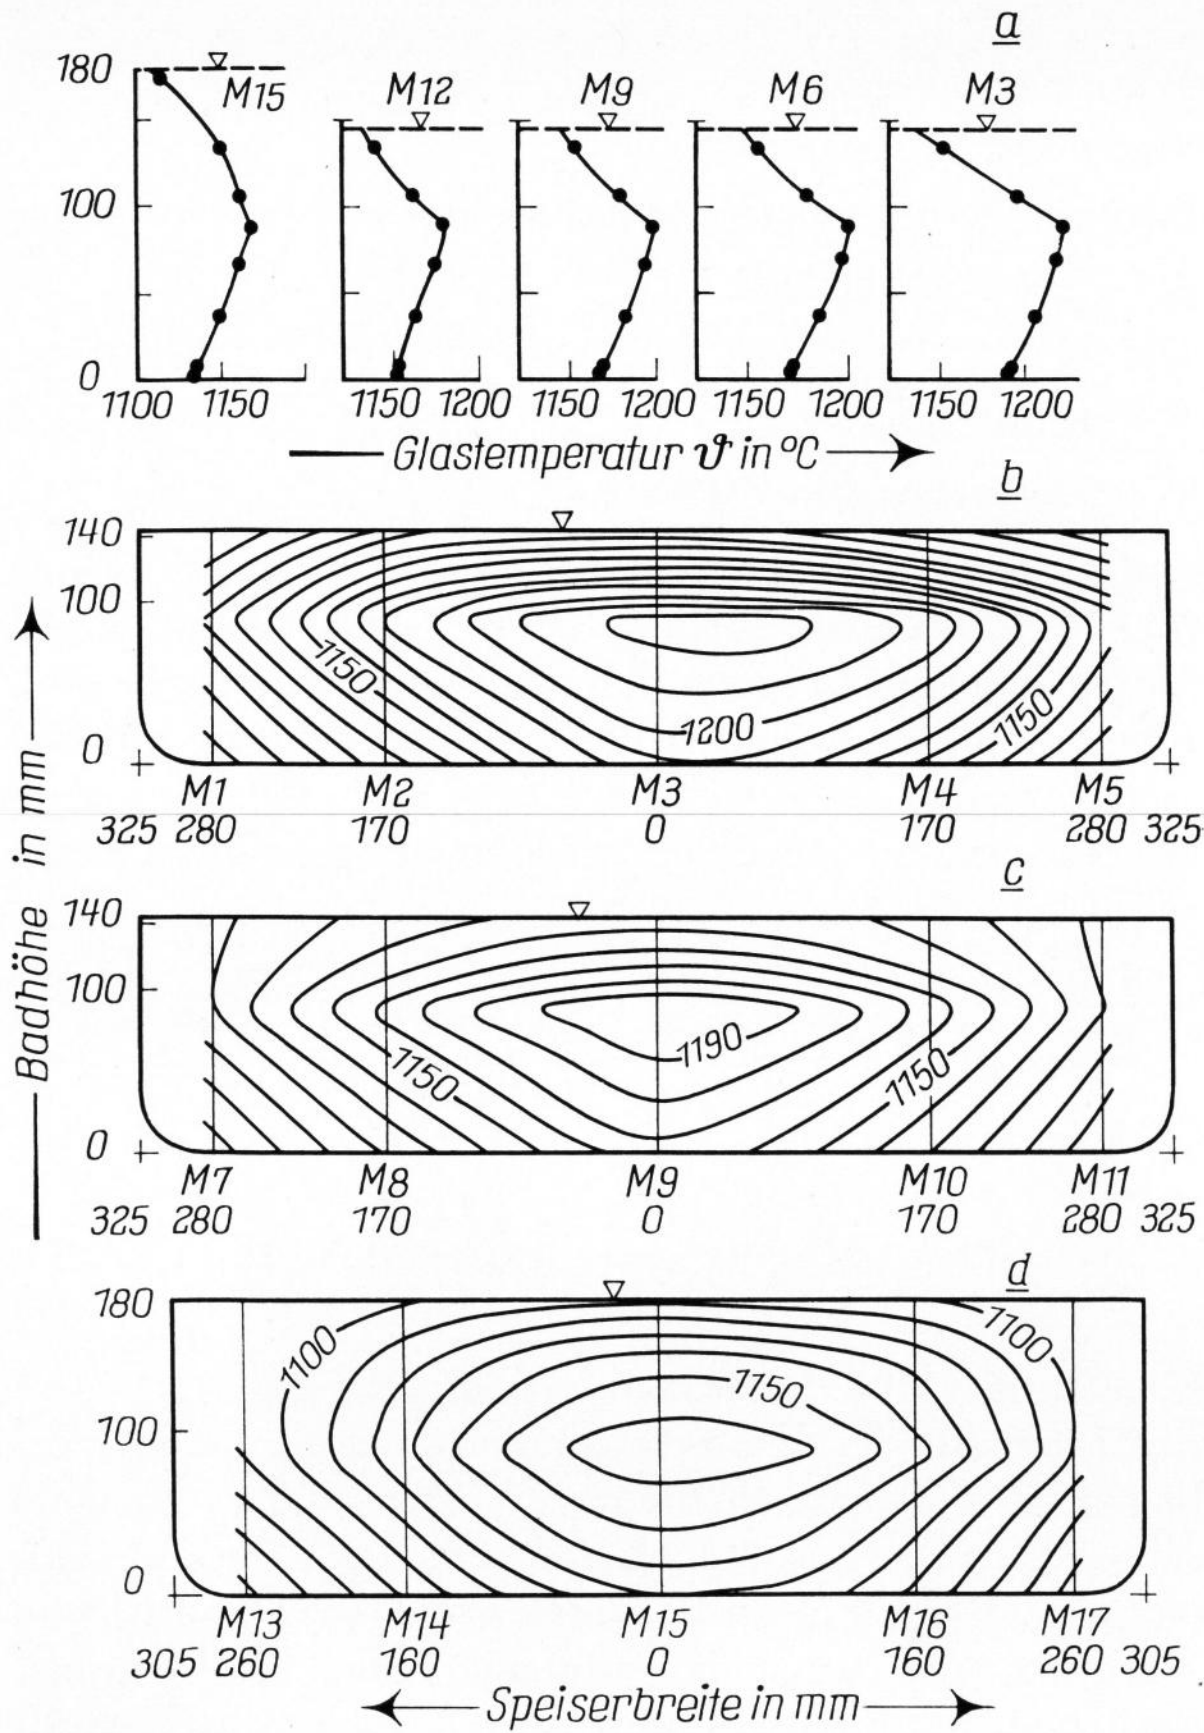 a
180
M15
M12
M9
M6
M3
100
0
1100 1150
1150 1200
1150 1200
1150 1200
1150 1200
Glastemperatur ϑ in °C
b
140
100
1150
1200
1150
0
M1 M2 M3 M4 M5
325 280 170 0 170 280 325
Badhöhe in mm
c
140
100
1190
1150
1150
0
M7 M8 M9 M10 M11
325 280 170 0 170 280 325
d
180
1100
1100
1150
100
0
M13 M14 M15 M16 M17
305 260 160 0 160 260 305
Speiserbreite in mm